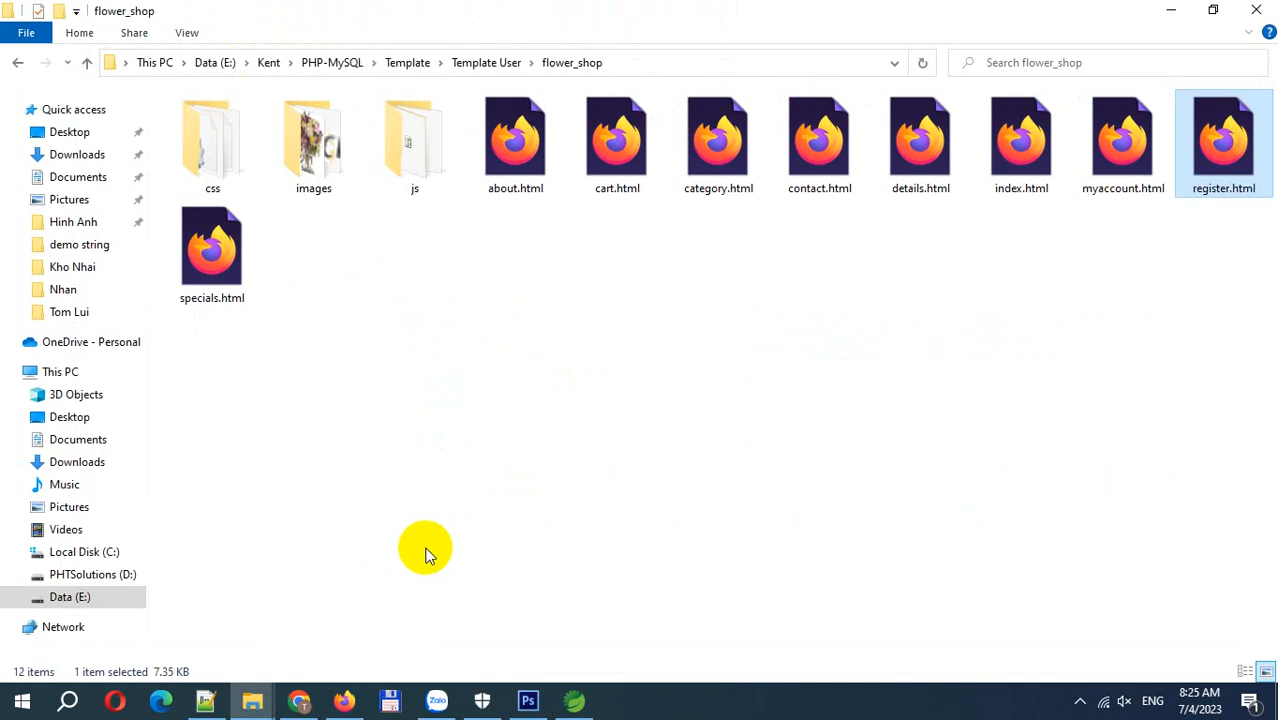 flower_shop
File Home Share View
This PC Data (E:) Kent PHP-MySQL Template Template User flower_shop
Search flower_shop
Quick access
Desktop
Downloads
Documents
Pictures
Hinh Anh
demo string
Kho Nhai
Nhan
Tom Lui
OneDrive - Personal
This PC
3D Objects
Desktop
Documents
Downloads
Music
Pictures
Videos
Local Disk (C:)
PHTSolutions (D:)
Data (E:)
Network
css images js about.html cart.html category.html contact.html details.html index.html myaccount.html register.html
specials.html
12 items 1 item selected 7.35 KB
Zalo
Ps
ENG
8:25 AM
7/4/2023
1